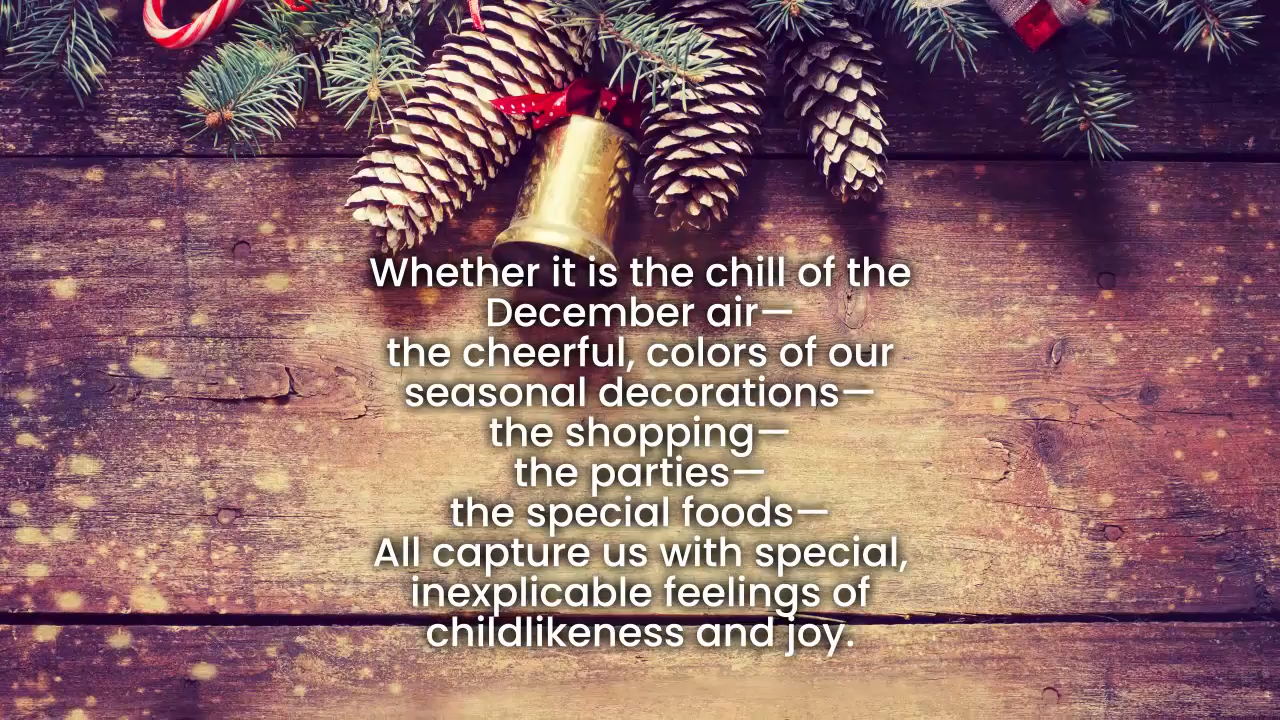 Whether it is the chill of the
December air—
the cheerful, colors of our
seasonal decorations—
the shopping—
the parties—
the special foods—
All capture us with special,
inexplicable feelings of
childlikeness and joy.